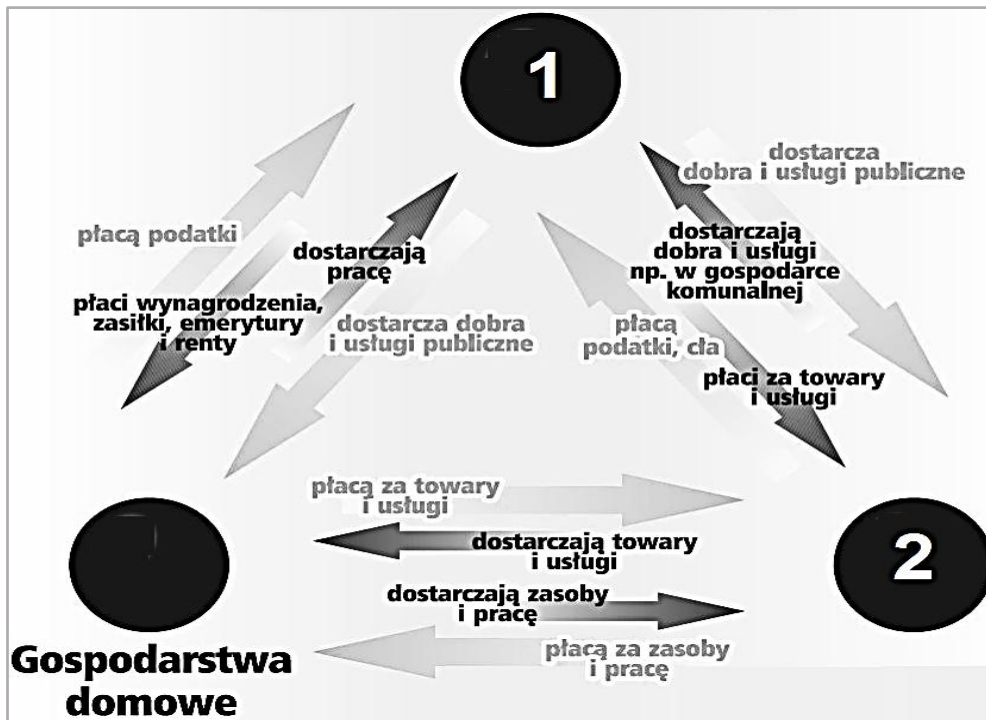 1
dostarcza
dobra i usługi publiczne
płacą podatki
dostarczają
pracę
dostarczają
dobra i usługi
np. w gospodarce
komunalnej
płaci wynagrodzenia,
zasiłki, emerytury
i renty
dostarcza dobra
i usługi publiczne
płacą
podatki, cła
płaci za towary
i usługi
płacą za towary
i usługi
dostarczają towary
i usługi
2
dostarczają zasoby
i pracę
płacą za zasoby
i pracę
Gospodarstwa
domowe